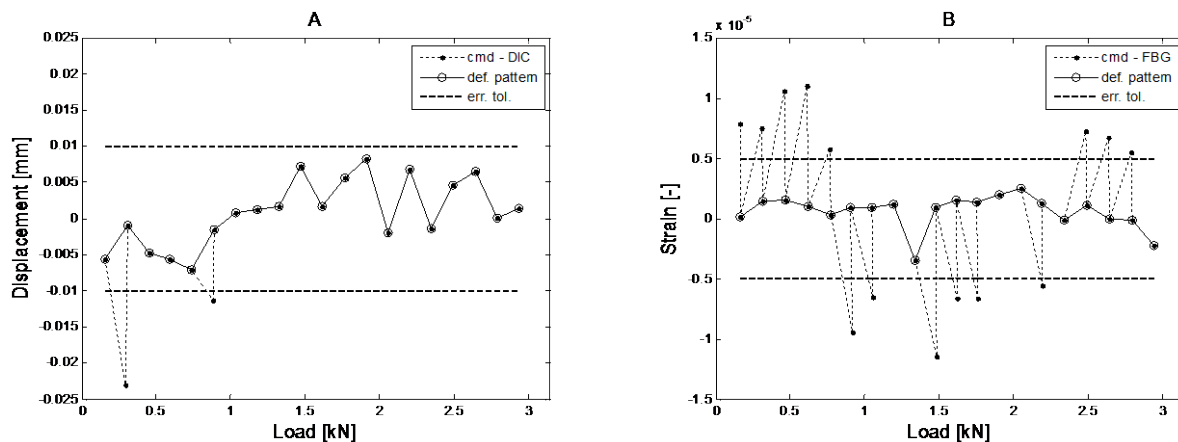 A
0.025
0.02
0.015
0.01
0.005
0
-0.005
-0.01
-0.015
-0.02
-0.025
Displacement [mm]
0 0.5 1 1.5 2 2.5 3
Load [kN]
cmd - DIC
def. pattern
err. tol.
B
x 10⁻⁵
1.5
1
0.5
0
-0.5
-1
-1.5
Strain [-]
0 0.5 1 1.5 2 2.5 3
Load [kN]
cmd - FBG
def. pattern
err. tol.